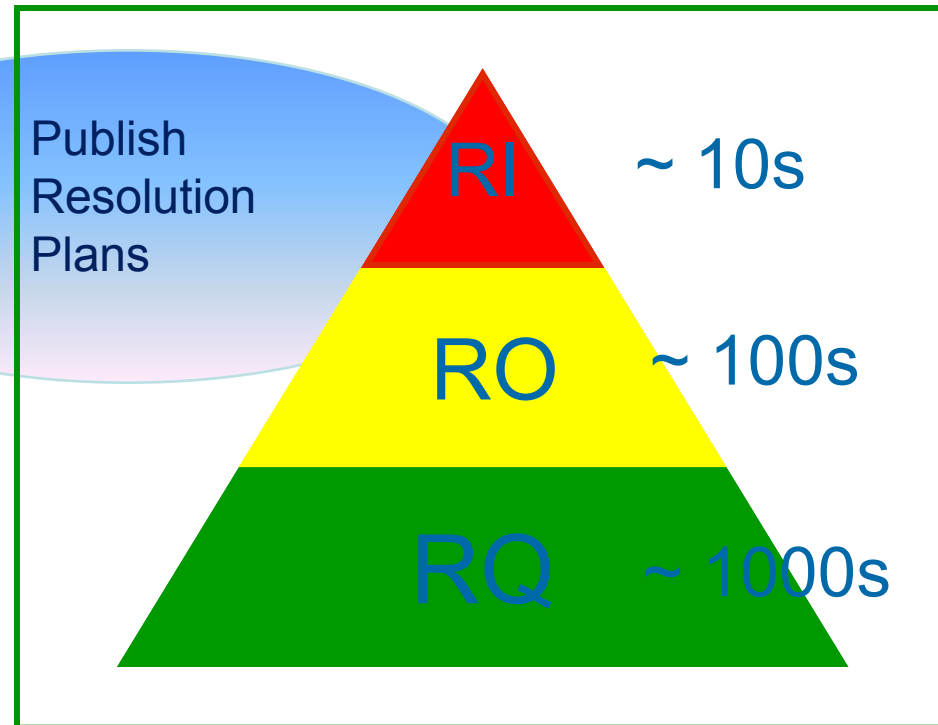 Publish
Resolution
Plans
RI
~ 10s
RO
~ 100s
RQ
~ 1000s